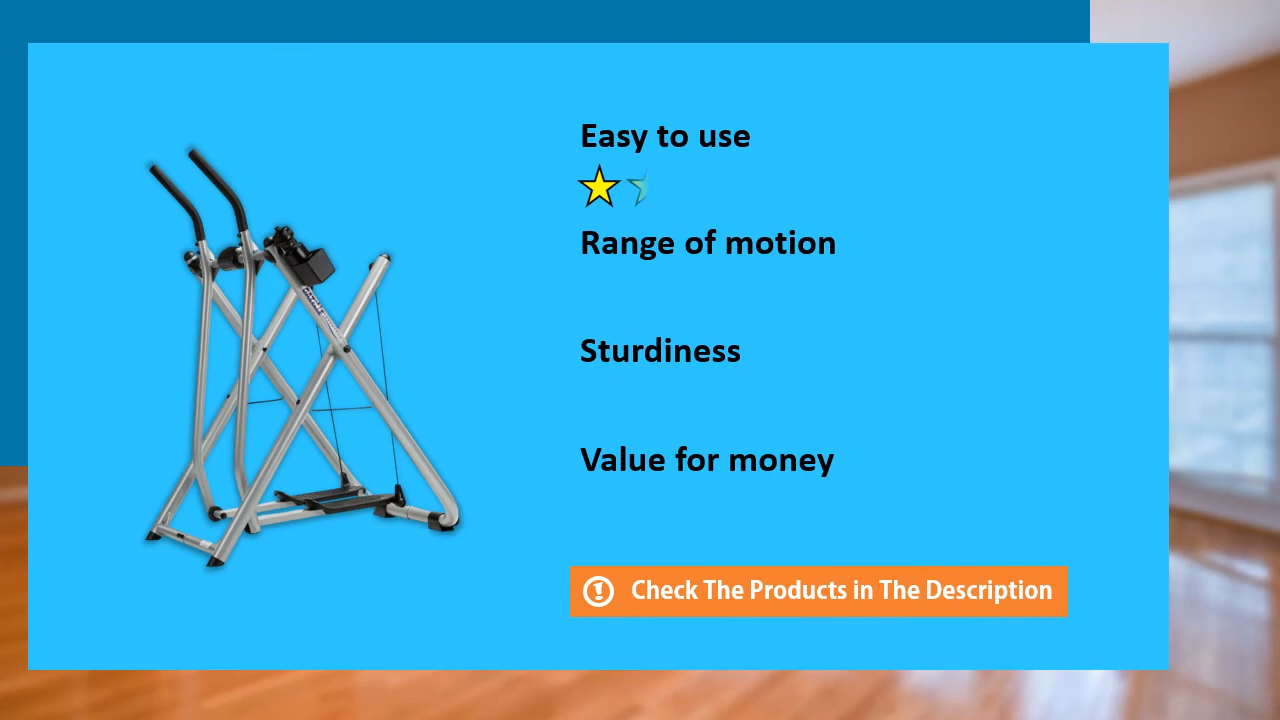 Easy to use
Range of motion
Sturdiness
Value for money
Check The Products in The Description